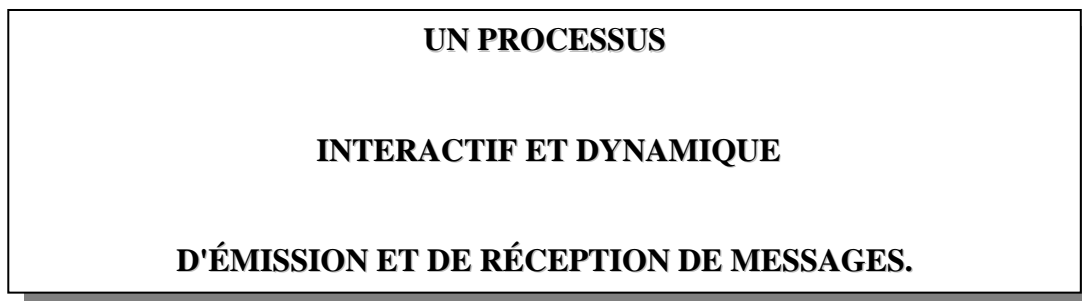 UN PROCESSUS
INTERACTIF ET DYNAMIQUE
D'ÉMISSION ET DE RÉCEPTION DE MESSAGES.